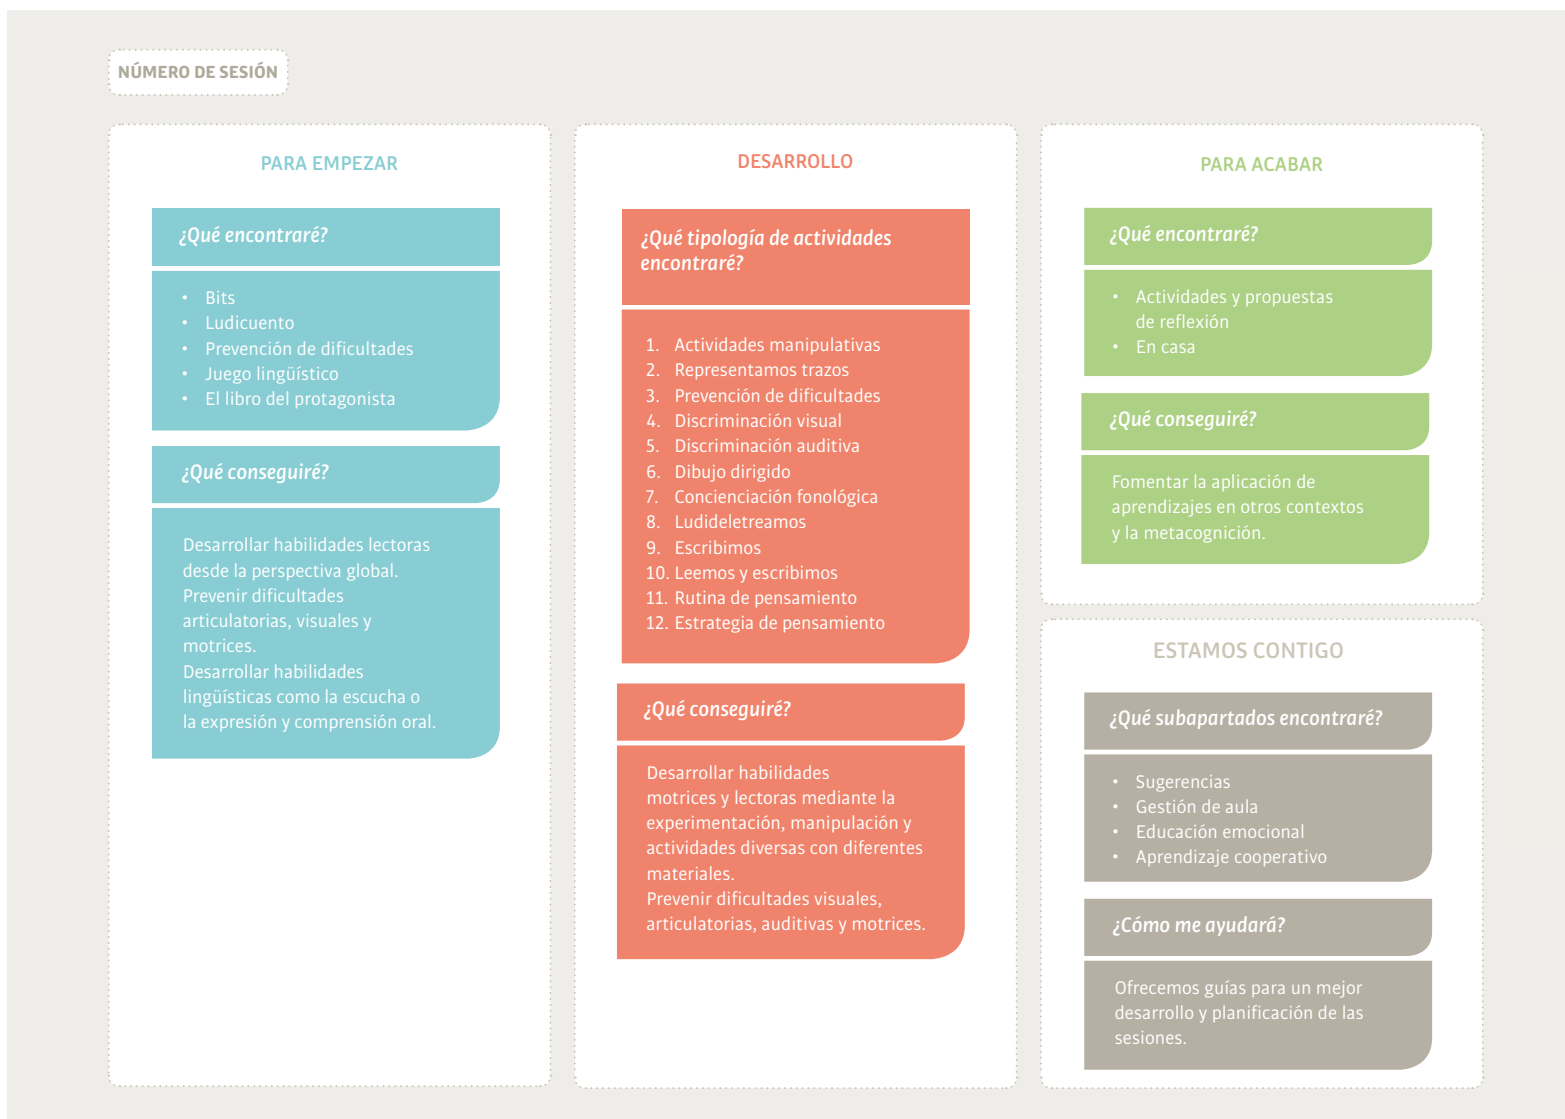 NÚMERO DE SESIÓN
PARA EMPEZAR
¿Qué encontraré?
• Bits
• Ludicuento
• Prevención de dificultades
• Juego lingüístico
• El libro del protagonista
¿Qué conseguiré?
Desarrollar habilidades lectoras
desde la perspectiva global.
Prevenir dificultades
articulatorias, visuales y
motrices.
Desarrollar habilidades
lingüísticas como la escucha o
la expresión y comprensión oral.
DESARROLLO
¿Qué tipología de actividades
encontraré?
1. Actividades manipulativas
2. Representamos trazos
3. Prevención de dificultades
4. Discriminación visual
5. Discriminación auditiva
6. Dibujo dirigido
7. Concienciación fonológica
8. Ludideletreamos
9. Escribimos
10. Leemos y escribimos
11. Rutina de pensamiento
12. Estrategia de pensamiento
¿Qué conseguiré?
Desarrollar habilidades
motrices y lectoras mediante la
experimentación, manipulación y
actividades diversas con diferentes
materiales.
Prevenir dificultades visuales,
articulatorias, auditivas y motrices.
PARA ACABAR
¿Qué encontraré?
• Actividades y propuestas
de reflexión
• En casa
¿Qué conseguiré?
Fomentar la aplicación de
aprendizajes en otros contextos
y la metacognición.
ESTAMOS CONTIGO
¿Qué subapartados encontraré?
• Sugerencias
• Gestión de aula
• Educación emocional
• Aprendizaje cooperativo
¿Cómo me ayudará?
Ofrecemos guías para un mejor
desarrollo y planificación de las
sesiones.